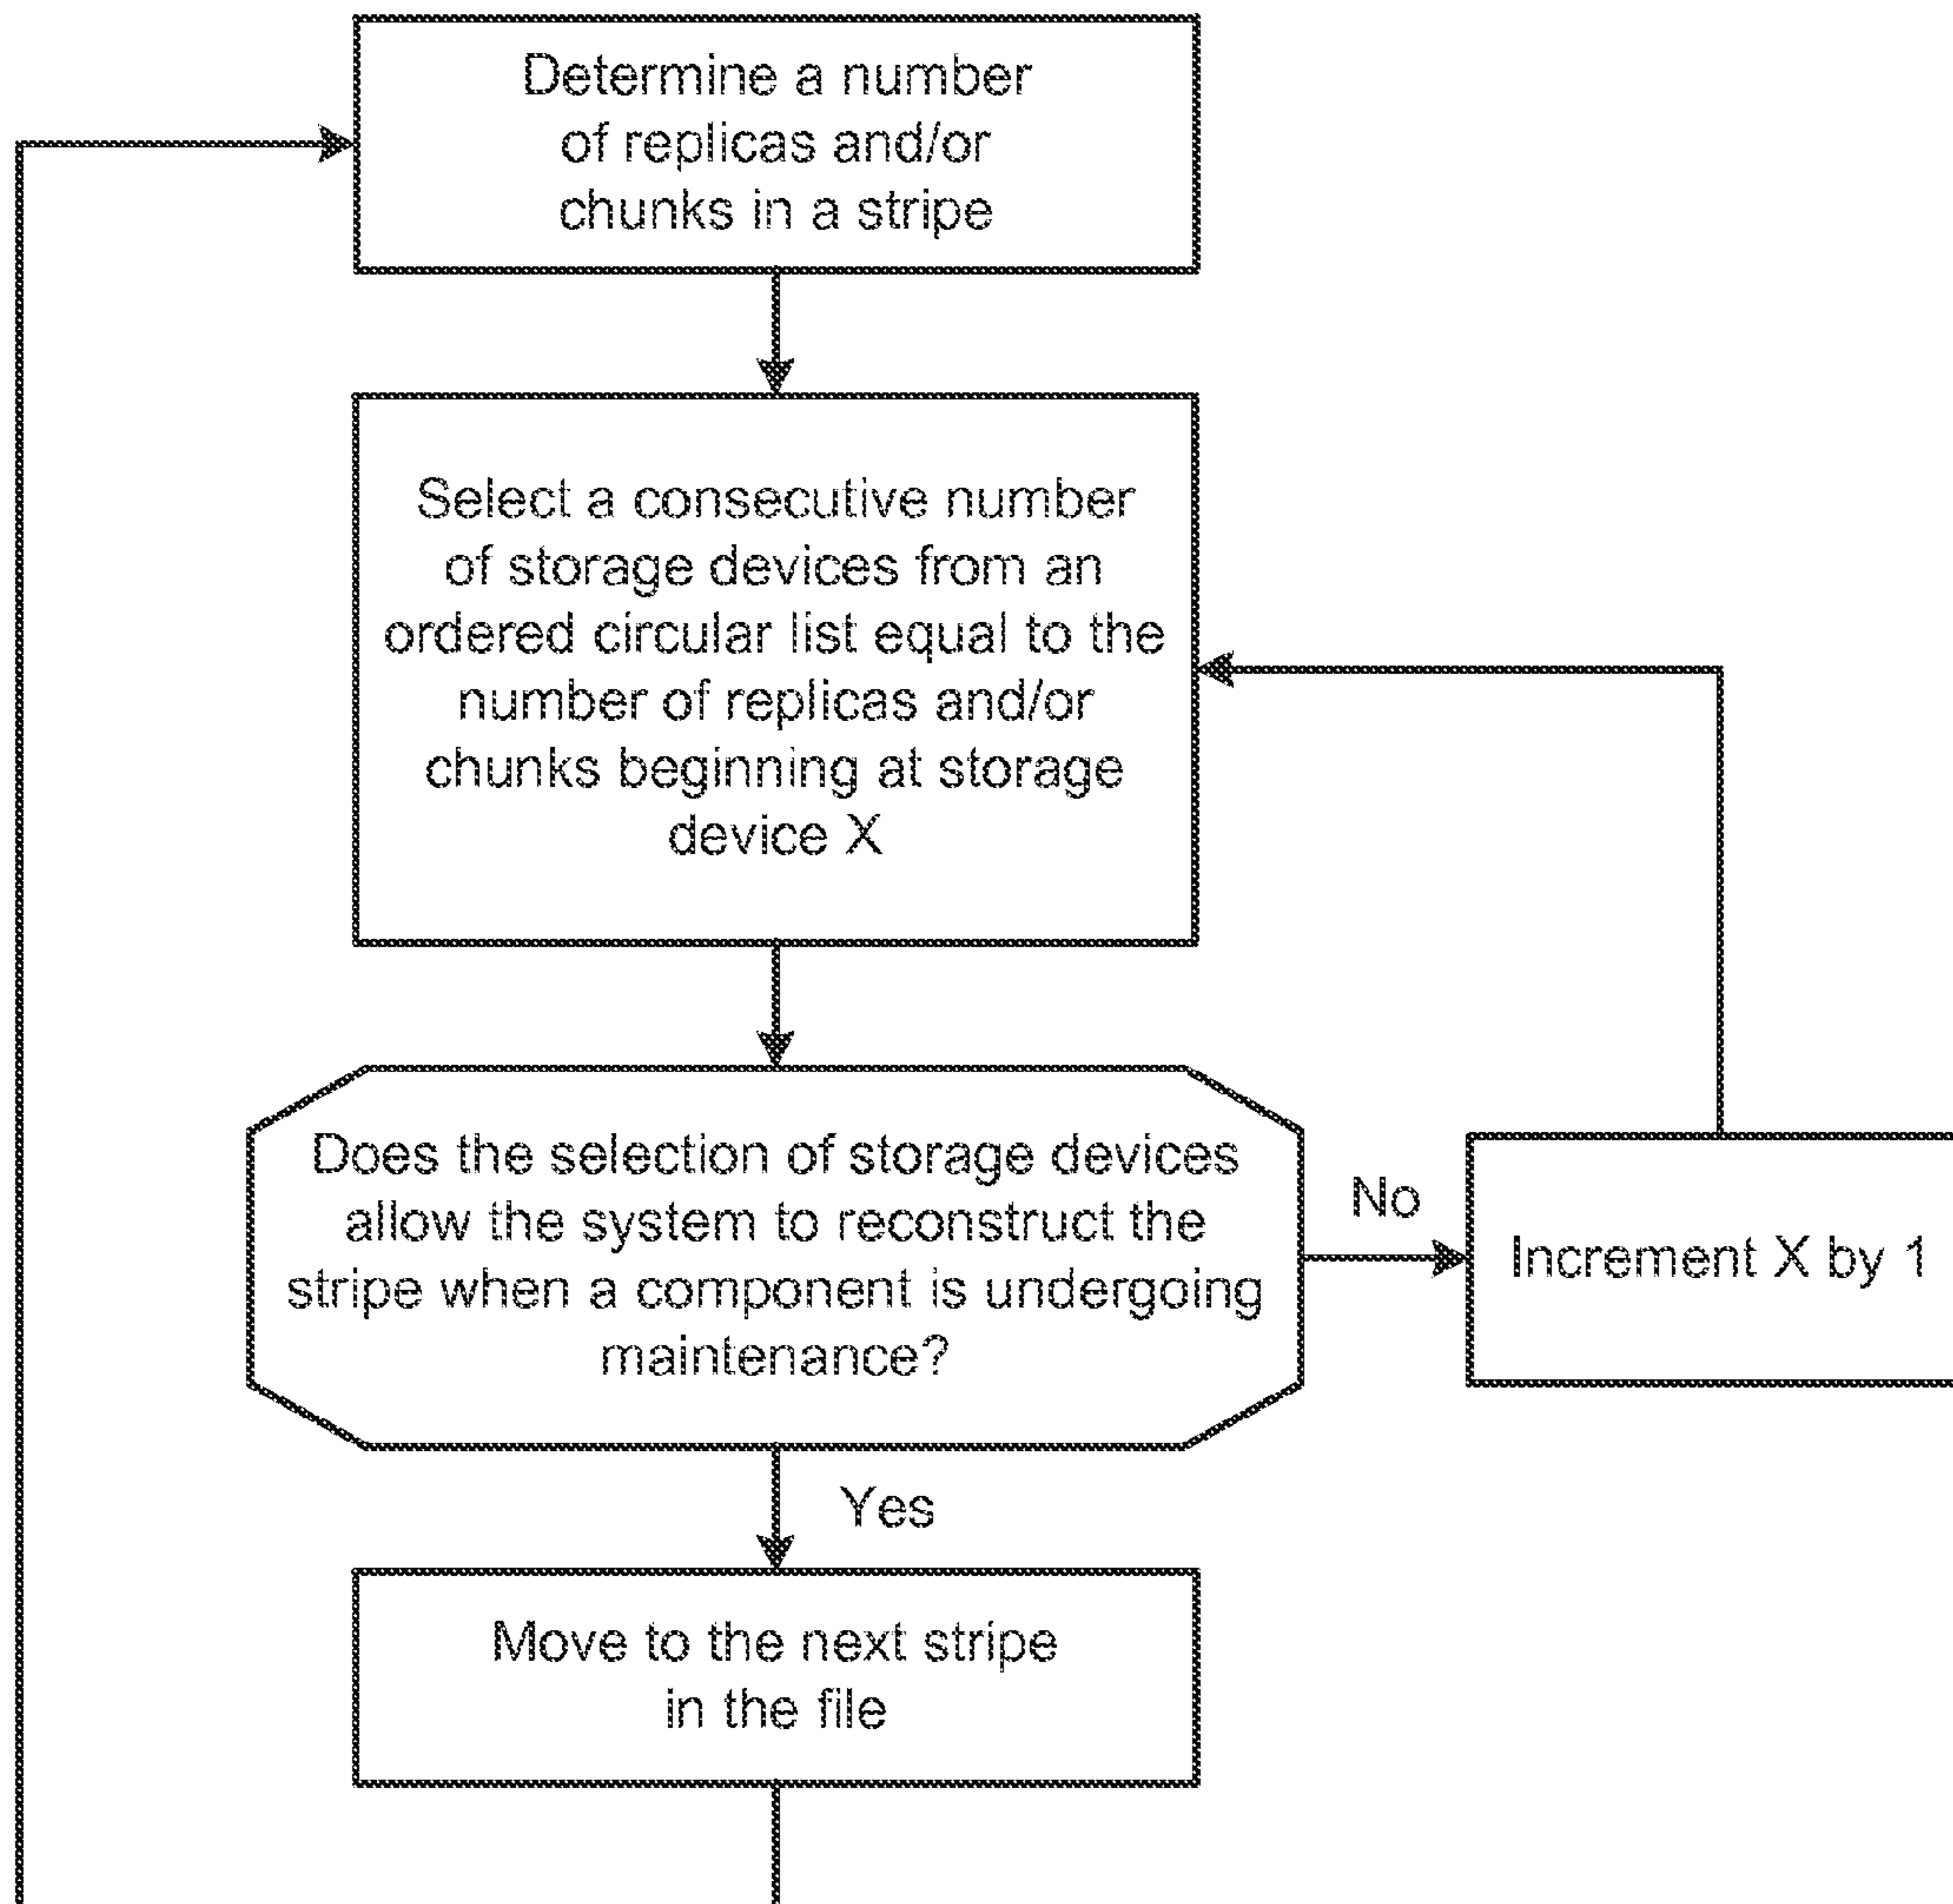 Determine a number
of replicas and/or
chunks in a stripe
Select a consecutive number
of storage devices from an
ordered circular list equal to the
number of replicas and/or
chunks beginning at storage
device X
Does the selection of storage devices
allow the system to reconstruct the
stripe when a component is undergoing
maintenance?
No
Increment X by 1
Yes
Move to the next stripe
in the file